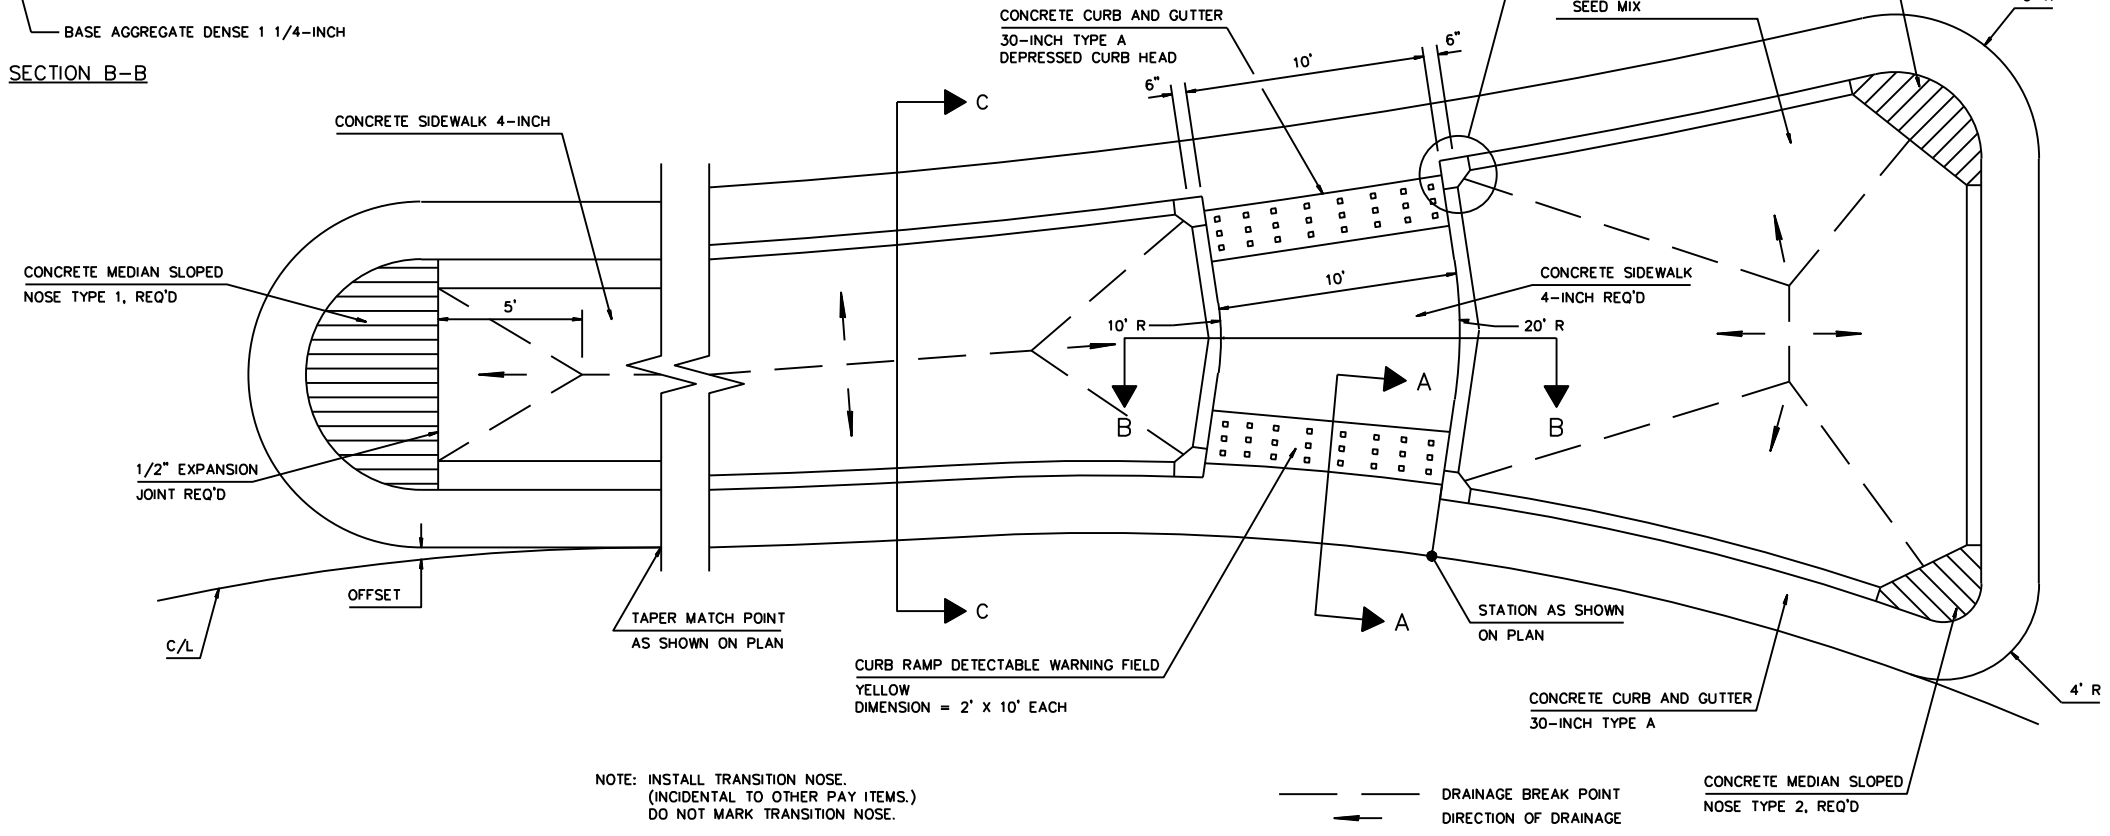 BASE AGGREGATE DENSE 1 1/4-INCH
SECTION B-B
CONCRETE CURB AND GUTTER
30-INCH TYPE A
DEPRESSED CURB HEAD
SEED MIX
6"
10'
6"
C
CONCRETE SIDEWALK 4-INCH
CONCRETE MEDIAN SLOPED
NOSE TYPE 1, REQ'D
5'
10'
CONCRETE SIDEWALK
4-INCH REQ'D
10' R
20' R
A
B
B
1/2" EXPANSION
JOINT REQ'D
OFFSET
C/L
TAPER MATCH POINT
AS SHOWN ON PLAN
C
A
STATION AS SHOWN
ON PLAN
CURB RAMP DETECTABLE WARNING FIELD
YELLOW
DIMENSION = 2' X 10' EACH
CONCRETE CURB AND GUTTER
30-INCH TYPE A
4' R
CONCRETE MEDIAN SLOPED
NOSE TYPE 2, REQ'D
NOTE: INSTALL TRANSITION NOSE.
(INCIDENTAL TO OTHER PAY ITEMS.)
DO NOT MARK TRANSITION NOSE.
DRAINAGE BREAK POINT
DIRECTION OF DRAINAGE